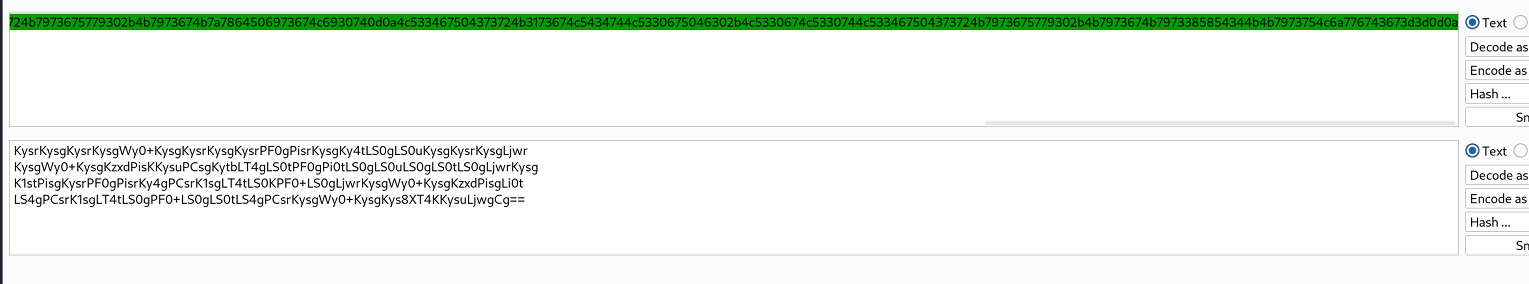 724b7973675779302b4b7973674b7a7864506973674c6930740d0a4c533467504373724b3173674c5434744c5330675046302b4c5330674c5330744c533467504373724b7973675779302b4b7973674b7973385854344b4b7973754c6a776743673d3d0d0a
Text
Decode as
Encode as
Hash ...
Sm
KysrKysgKysrKysgWy0+KysgKysrKysgKysrPF0gPisrKysgKy4tLS0gLS0uKysgKysrKysgLjwr
KysgWy0+KysgKzxdPisKKysuPCsgKytbLT4gLS0tPF0gPi0tLS0gLS0uLS0gLS0tLS0gLjwrKysg
K1stPisgKysrPF0gPisrKy4gPCsrK1sgLT4tLS0KPF0+LS0gLjwrKysgWy0+KysgKzxdPisgLi0t
LS4gPCsrK1sgLT4tLS0gPF0+LS0gLS0tLS4gPCsrKysgWy0+KysgKys8XT4KKysuLjwgCg==
Text
Decode as
Encode as
Hash ...